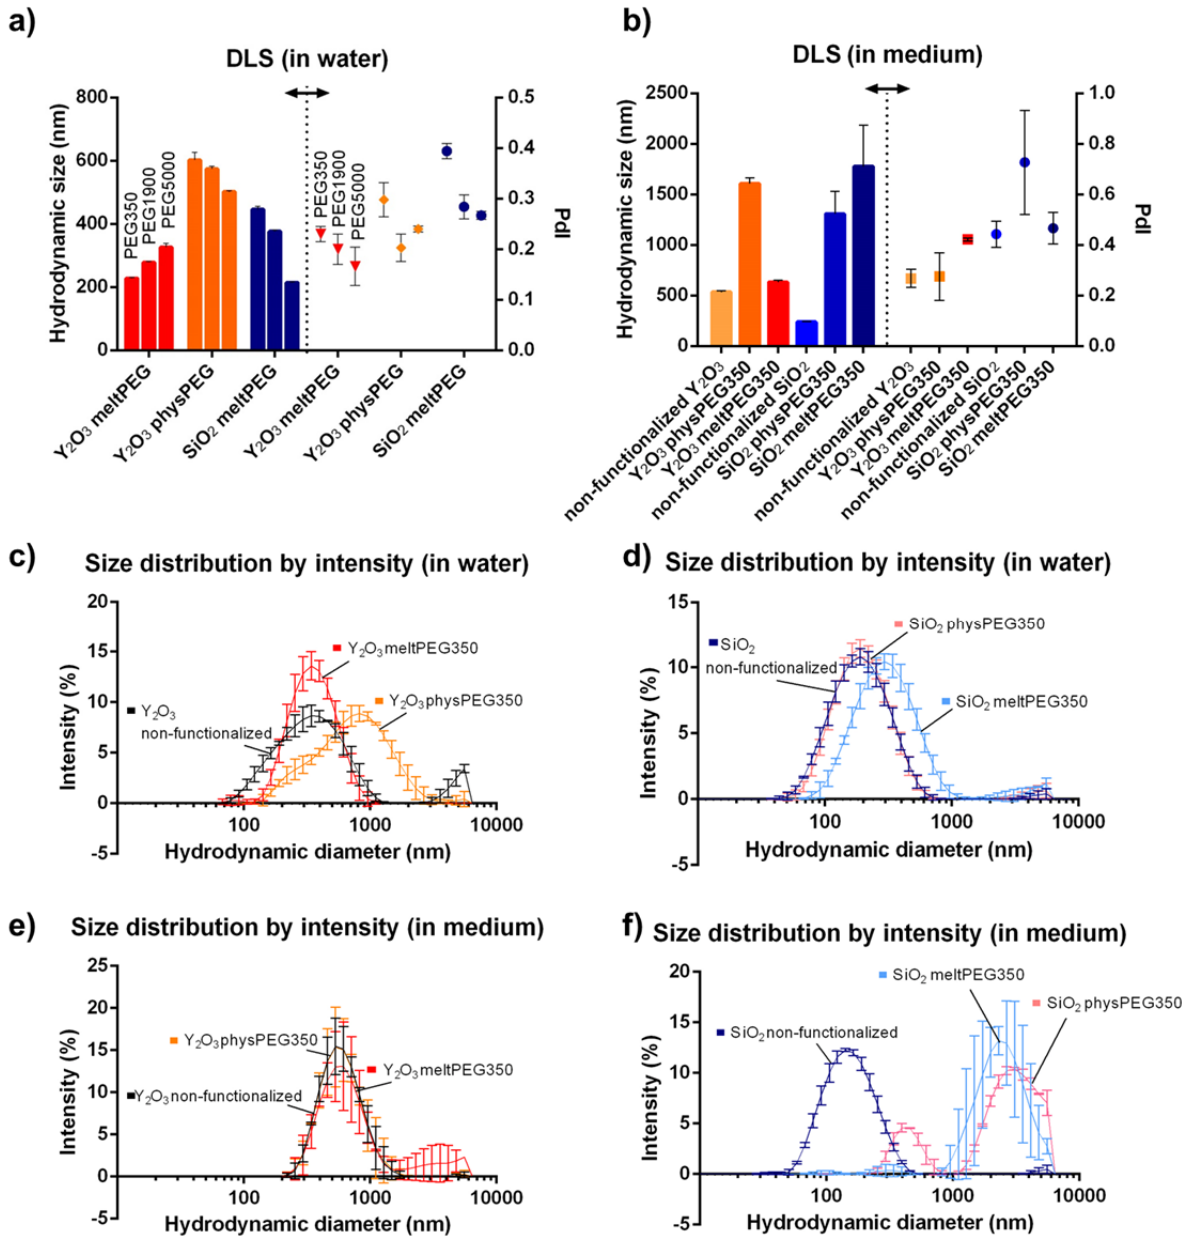 a)
DLS (in water)
Hydrodynamic size (nm)
800
600
400
200
0
PEG350
PEG1900
PEG5000
PEG350
PEG1900
PEG5000
0.5
0.4
0.3
0.2
0.1
0.0
PdI
Y₂O₃ meltPEG
Y₂O₃ physPEG
SiO₂ meltPEG
Y₂O₃ meltPEG
Y₂O₃ physPEG
SiO₂ meltPEG
b)
DLS (in medium)
Hydrodynamic size (nm)
2500
2000
1500
1000
500
0
1.0
0.8
0.6
0.4
0.2
0.0
PdI
non-functionalized Y₂O₃
Y₂O₃ physPEG350
Y₂O₃ meltPEG350
non-functionalized SiO₂
SiO₂ physPEG350
SiO₂ meltPEG350
non-functionalized Y₂O₃
Y₂O₃ physPEG350
Y₂O₃ meltPEG350
non-functionalized SiO₂
SiO₂ physPEG350
SiO₂ meltPEG350
c)
Size distribution by intensity (in water)
Intensity (%)
20
15
10
5
0
-5
Y₂O₃ meltPEG350
Y₂O₃ physPEG350
Y₂O₃
non-functionalized
100
1000
10000
Hydrodynamic diameter (nm)
d)
Size distribution by intensity (in water)
Intensity (%)
15
10
5
0
-5
SiO₂ physPEG350
SiO₂
non-functionalized
SiO₂ meltPEG350
100
1000
10000
Hydrodynamic diameter (nm)
e)
Size distribution by intensity (in medium)
Intensity (%)
25
20
15
10
5
0
-5
Y₂O₃physPEG350
Y₂O₃ meltPEG350
Y₂O₃ non-functionalized
100
1000
10000
Hydrodynamic diameter (nm)
f)
Size distribution by intensity (in medium)
Intensity (%)
20
15
10
5
0
-5
SiO₂ meltPEG350
SiO₂ physPEG350
SiO₂non-functionalized
100
1000
10000
Hydrodynamic diameter (nm)